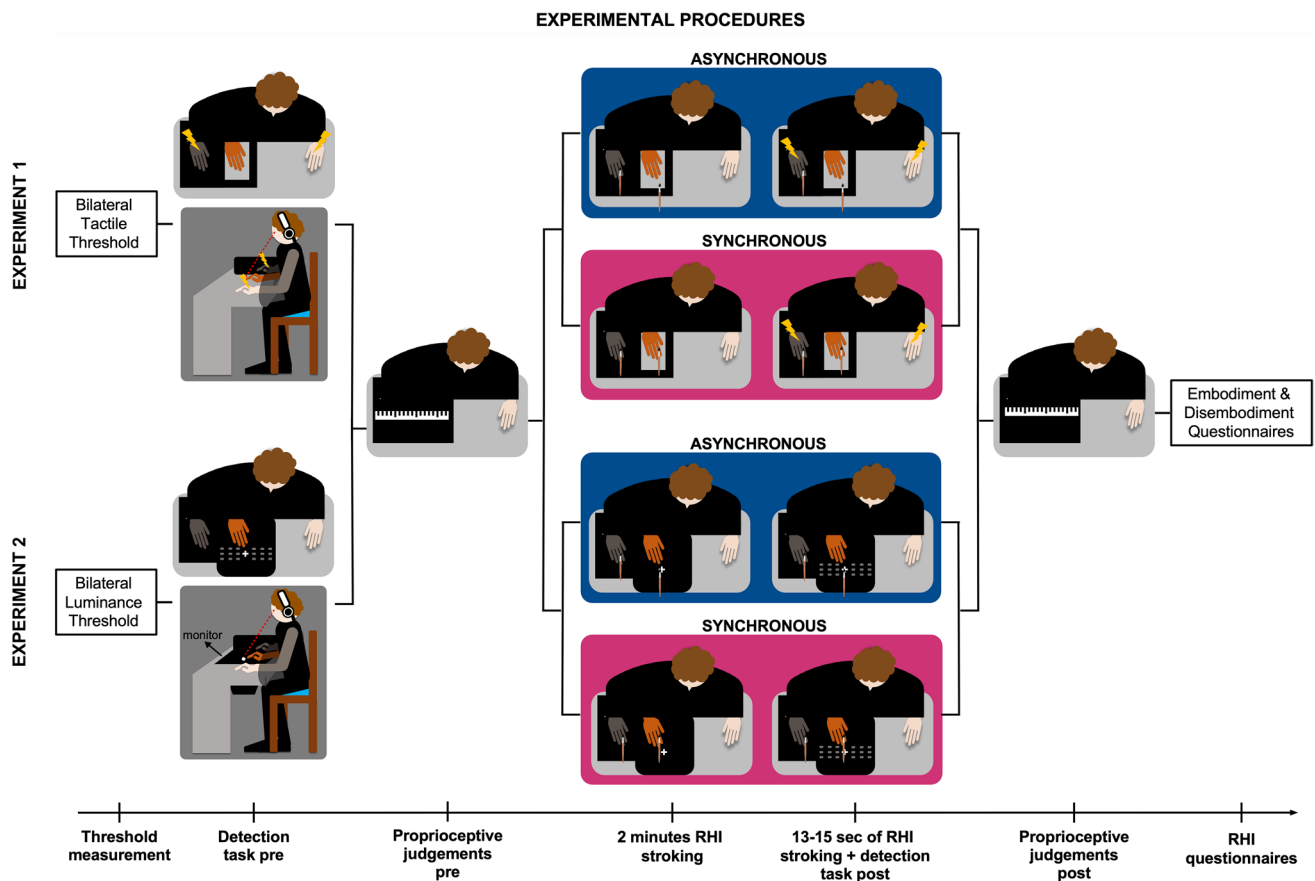 EXPERIMENTAL PROCEDURES
EXPERIMENT 1
Bilateral
Tactile
Threshold
ASYNCHRONOUS
SYNCHRONOUS
EXPERIMENT 2
Bilateral
Luminance
Threshold
monitor
ASYNCHRONOUS
SYNCHRONOUS
Embodiment &
Disembodiment
Questionnaires
Threshold
measurement
Detection
task pre
Proprioceptive
judgements
pre
2 minutes RHI
stroking
13-15 sec of RHI
stroking + detection
task post
Proprioceptive
judgements
post
RHI
questionnaires